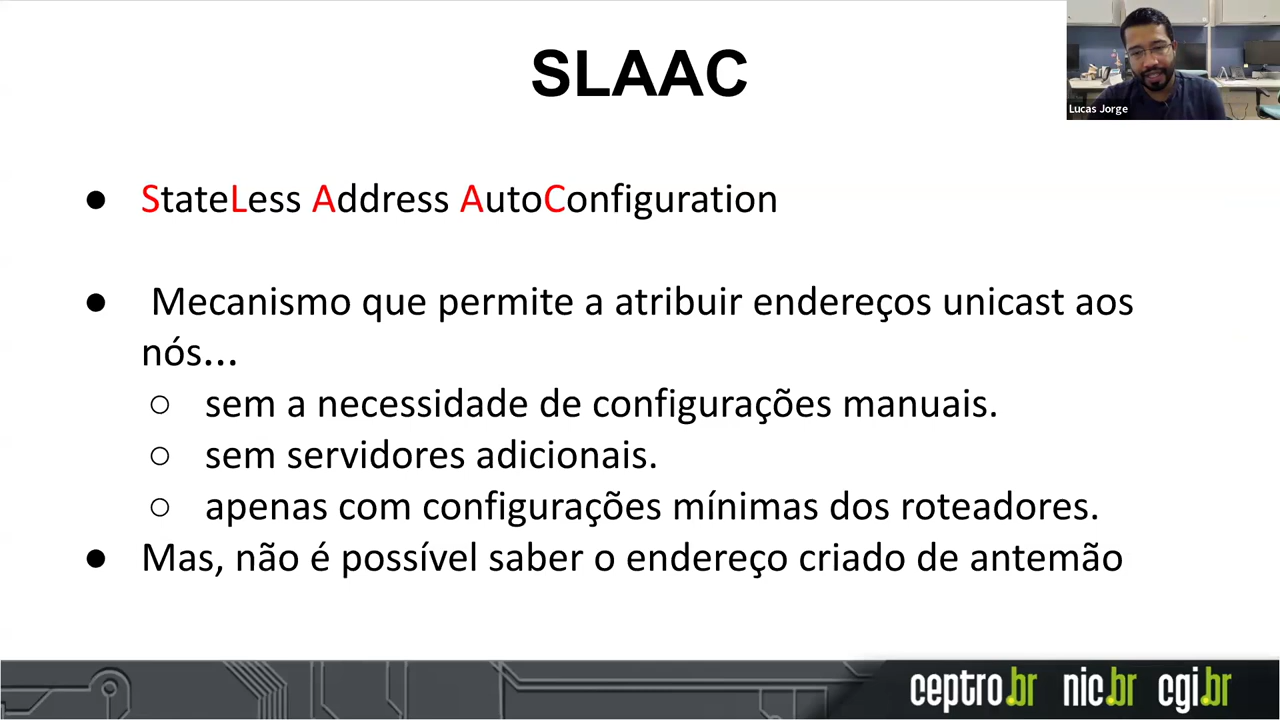 SLAAC
Lucas Jorge
● StateLess Address AutoConfiguration
● Mecanismo que permite a atribuir endereços unicast aos
nós...
○ sem a necessidade de configurações manuais.
○ sem servidores adicionais.
○ apenas com configurações mínimas dos roteadores.
● Mas, não é possível saber o endereço criado de antemão
ceptro.br nic.br cgi.br